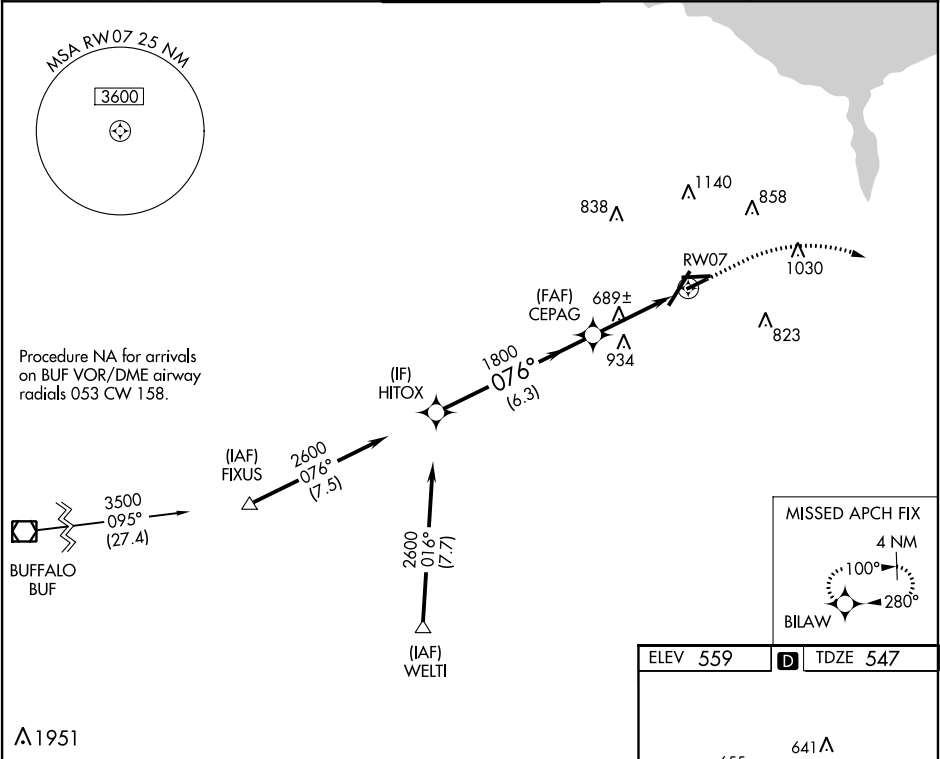 MSA RW07 25 NM
3600
1140
838
858
RW07
1030
(FAF)
CEPAG
689±
823
934
Procedure NA for arrivals
on BUF VOR/DME airway
radials 053 CW 158.
1800
076°
(6.3)
(IF)
HITOX
(IAF)
FIXUS
2600
076°
(7.5)
3500
095°
(27.4)
BUFFALO
BUF
2600
016°
(7.7)
(IAF)
WELTI
MISSED APCH FIX
4 NM
100°
280°
BILAW
ELEV 559
D
TDZE 547
1951
641